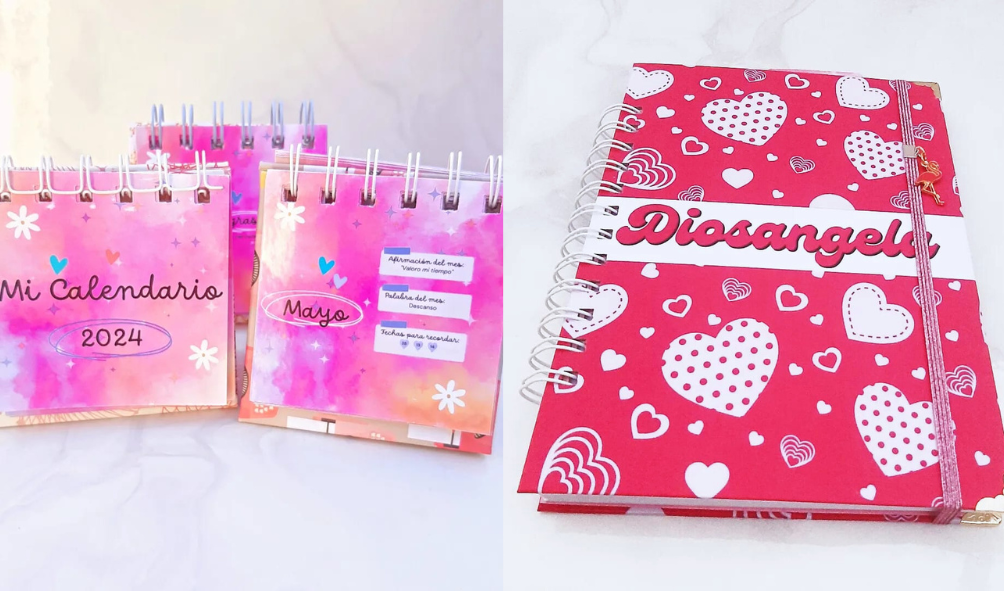 Mi Calendario
2024
Mayo
Afirmación del mes:
"Valoro mi tiempo"
Palabra del mes:
Descanso
Fechas para recordar:
Diosangela